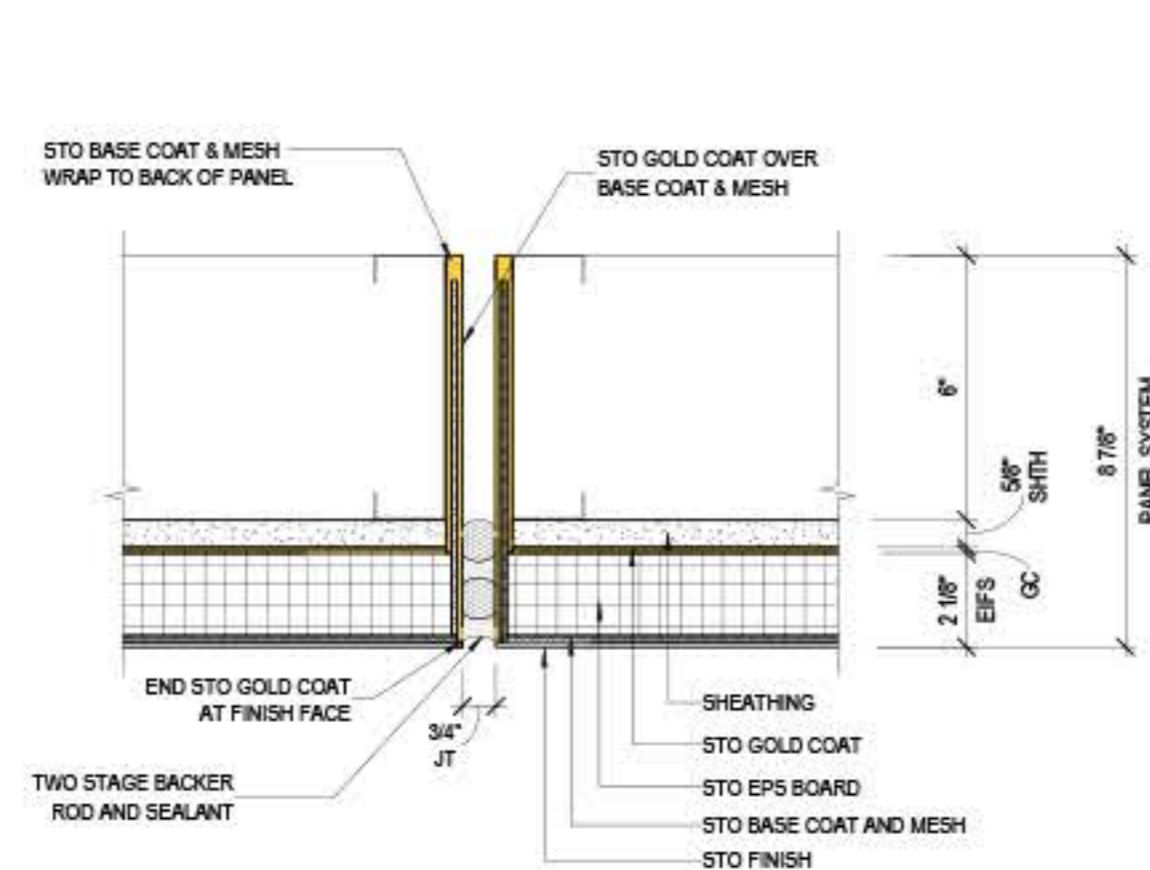 STO BASE COAT & MESH
WRAP TO BACK OF PANEL
STO GOLD COAT OVER
BASE COAT & MESH
6"
5/8"
SHTH
8 7/8"
PANEL SYSTEM
2 1/8"
EIFS
GC
END STO GOLD COAT
AT FINISH FACE
3/4"
JT
TWO STAGE BACKER
ROD AND SEALANT
SHEATHING
STO GOLD COAT
STO EPS BOARD
STO BASE COAT AND MESH
STO FINISH